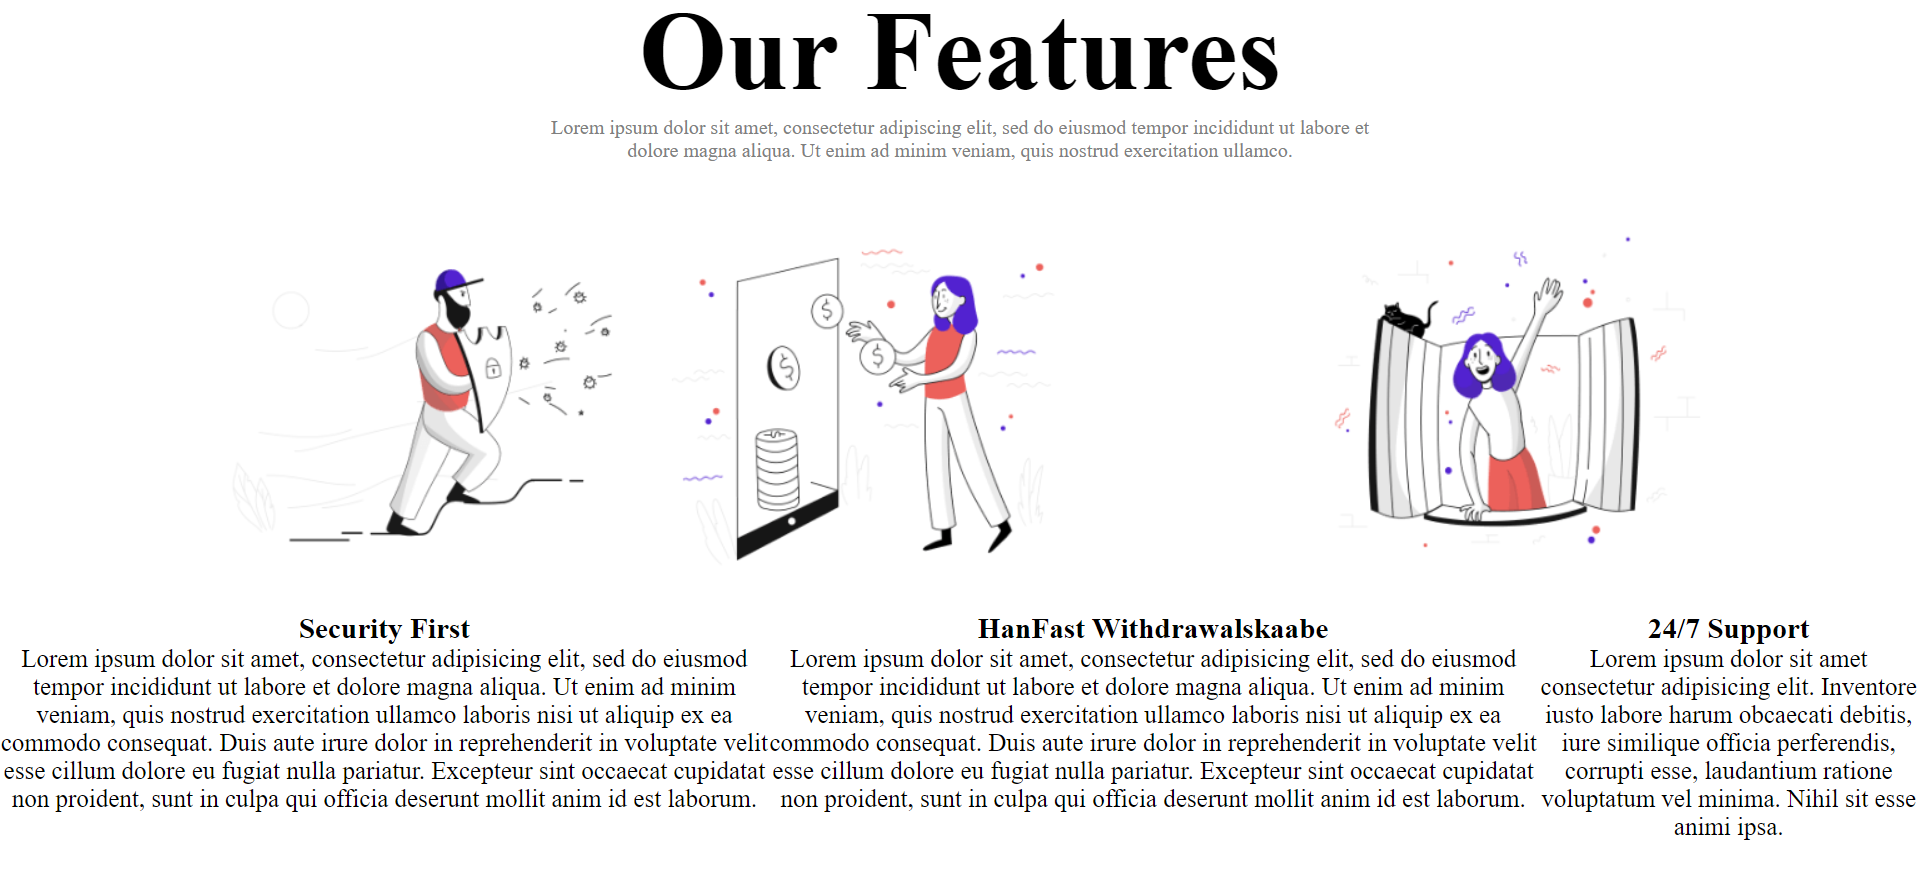 Our Features
Lorem ipsum dolor sit amet, consectetur adipiscing elit, sed do eiusmod tempor incididunt ut labore et
dolore magna aliqua. Ut enim ad minim veniam, quis nostrud exercitation ullamco.
$
$
$
Security First
Lorem ipsum dolor sit amet, consectetur adipisicing elit, sed do eiusmod
tempor incididunt ut labore et dolore magna aliqua. Ut enim ad minim
veniam, quis nostrud exercitation ullamco laboris nisi ut aliquip ex ea
commodo consequat. Duis aute irure dolor in reprehenderit in voluptate velit
esse cillum dolore eu fugiat nulla pariatur. Excepteur sint occaecat cupidatat
non proident, sunt in culpa qui officia deserunt mollit anim id est laborum.
HanFast Withdrawalskaabe
Lorem ipsum dolor sit amet, consectetur adipisicing elit, sed do eiusmod
tempor incididunt ut labore et dolore magna aliqua. Ut enim ad minim
veniam, quis nostrud exercitation ullamco laboris nisi ut aliquip ex ea
commodo consequat. Duis aute irure dolor in reprehenderit in voluptate velit
esse cillum dolore eu fugiat nulla pariatur. Excepteur sint occaecat cupidatat
non proident, sunt in culpa qui officia deserunt mollit anim id est laborum.
24/7 Support
Lorem ipsum dolor sit amet
consectetur adipisicing elit. Inventore
iusto labore harum obcaecati debitis,
iure similique officia perferendis,
corrupti esse, laudantium ratione
voluptatum vel minima. Nihil sit esse
animi ipsa.